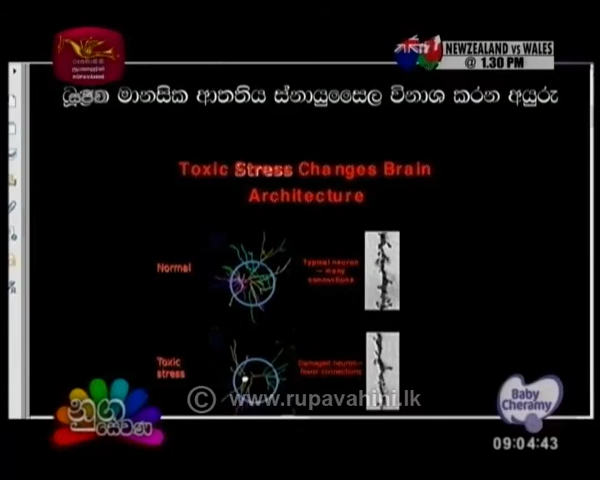 NEWZEALAND vs WALES
@ 1.30 PM
මානසික ආතතිය ස්නායුසෛල විනාශ කරන අයුරු
Toxic Stress Changes Brain
Architecture
Normal
Typical neuron
— many
connections
Toxic
stress
Damaged neuron—
fewer connections
© www.rupavahini.lk
නුග
සෙවණ
Baby
Cheramy
09:04:43